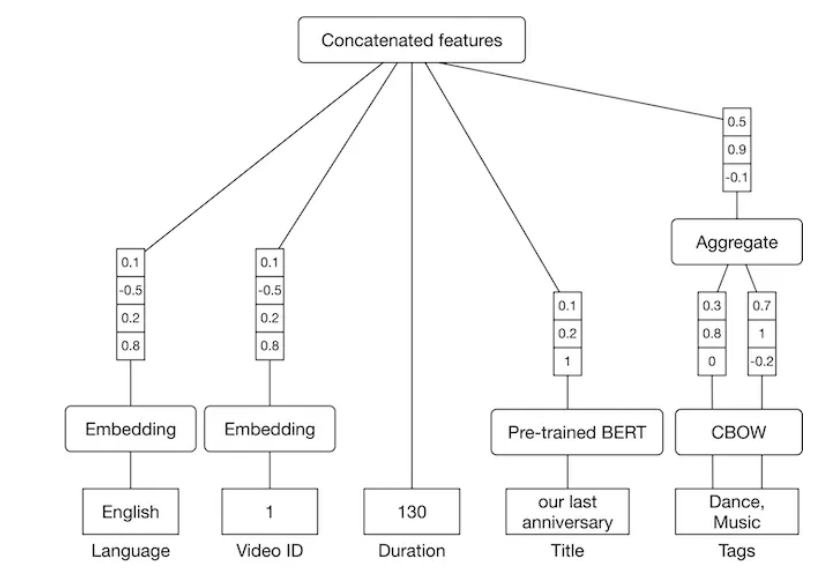 Concatenated features
0.5
0.9
-0.1
Aggregate
0.1
-0.5
0.2
0.8
0.1
-0.5
0.2
0.8
0.1
0.2
1
0.3
0.8
0
0.7
1
-0.2
Embedding
Embedding
Pre-trained BERT
CBOW
English
1
130
our last
anniversary
Dance,
Music
Language
Video ID
Duration
Title
Tags